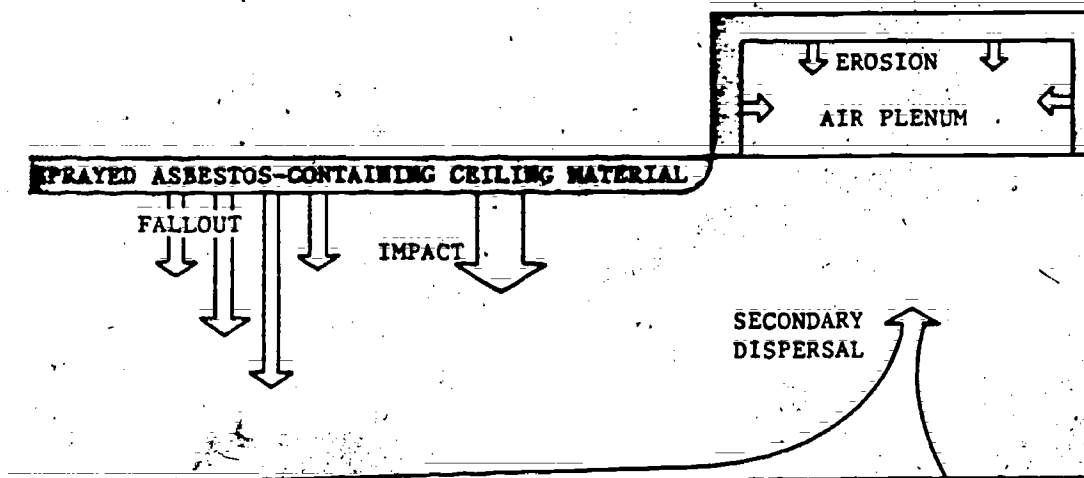 EROSION
AIR PLENUM
SPRAYED ASBESTOS-CONTAINING CEILING MATERIAL
FALLOUT
IMPACT
SECONDARY
DISPERSAL